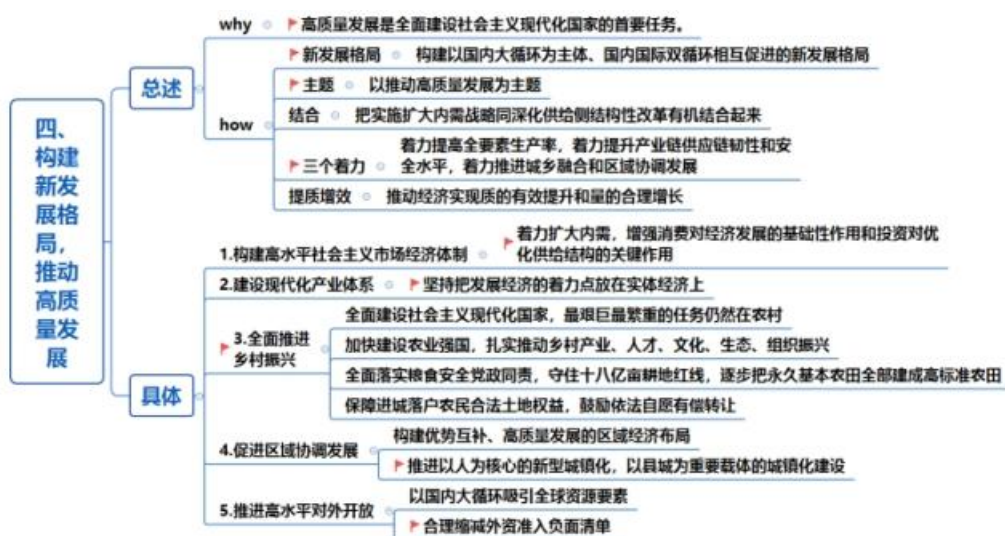 四、
构建
新发
展格
局，
推动
高质
量发
展
总述
why
高质量发展是全面建设社会主义现代化国家的首要任务。
how
新发展格局
构建以国内大循环为主体、国内国际双循环相互促进的新发展格局
主题
以推动高质量发展为主题
结合
把实施扩大内需战略同深化供给侧结构性改革有机结合起来
三个着力
着力提高全要素生产率，着力提升产业链供应链韧性和安
全水平，着力推进城乡融合和区域协调发展
提质增效
推动经济实现质的有效提升和量的合理增长
具体
1.构建高水平社会主义市场经济体制
着力扩大内需，增强消费对经济发展的基础性作用和投资对优
化供给结构的关键作用
2.建设现代化产业体系
坚持把发展经济的着力点放在实体经济上
3.全面推进
乡村振兴
全面建设社会主义现代化国家，最艰巨最繁重的任务仍然在农村
加快建设农业强国，扎实推动乡村产业、人才、文化、生态、组织振兴
全面落实粮食安全党政同责，守住十八亿亩耕地红线，逐步把永久基本农田全部建成高标准农田
保障进城落户农民合法土地权益，鼓励依法自愿有偿转让
4.促进区域协调发展
构建优势互补、高质量发展的区域经济布局
推进以人为核心的新型城镇化，以县城为重要载体的城镇化建设
5.推进高水平对外开放
以国内大循环吸引全球资源要素
合理缩减外资准入负面清单